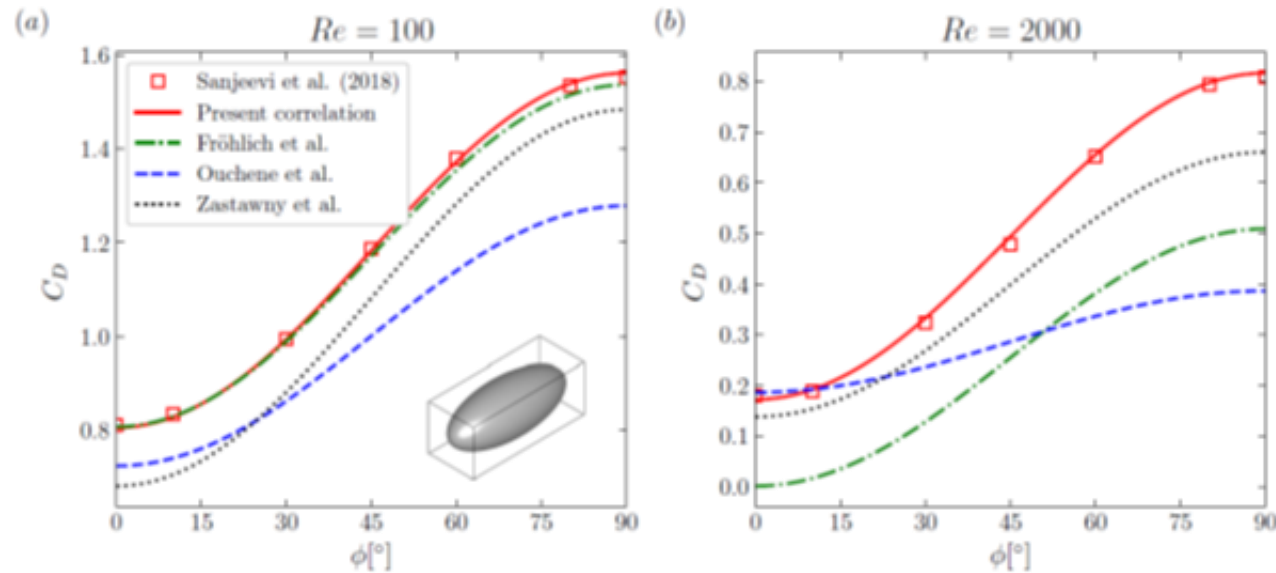 (a) Re = 100
1.6
1.4
1.2
1.0
0.8
C_D
Sanjeevi et al. (2018)
Present correlation
Fröhlich et al.
Ouchene et al.
Zastawny et al.
0 15 30 45 60 75 90
ϕ[°]
(b) Re = 2000
0.8
0.7
0.6
0.5
0.4
0.3
0.2
0.1
0.0
C_D
0 15 30 45 60 75 90
ϕ[°]